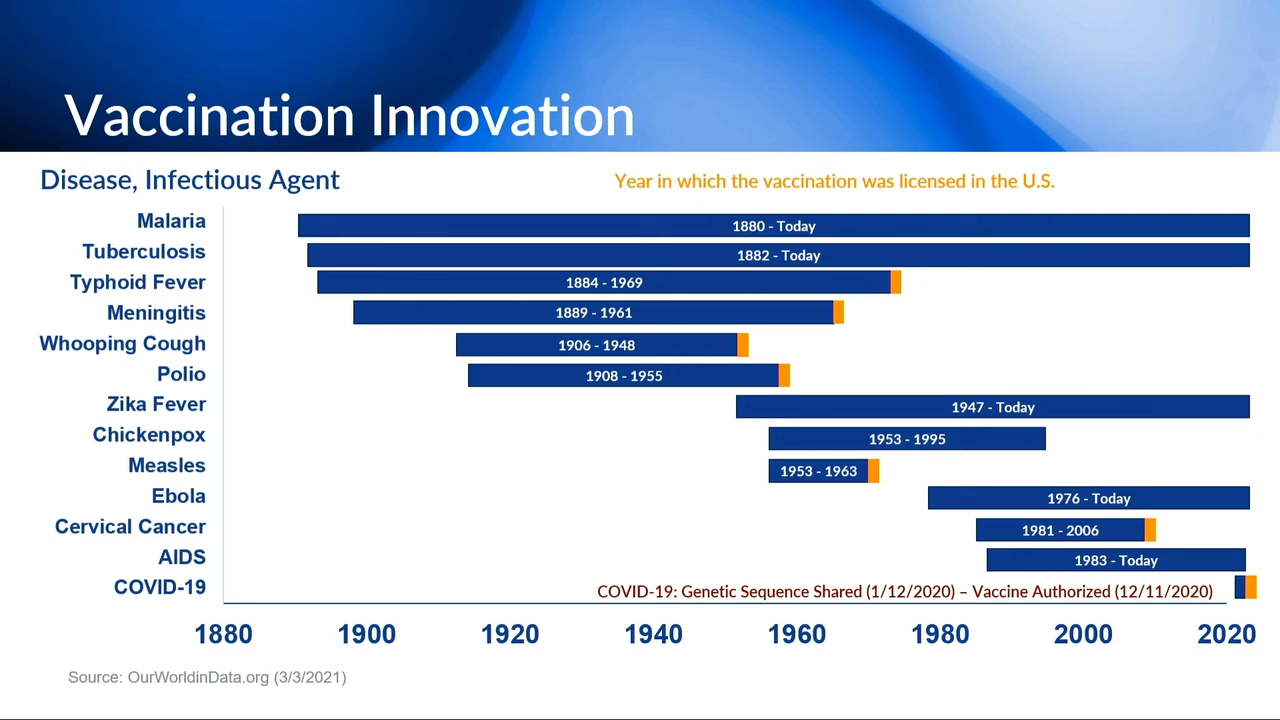 Vaccination Innovation
Disease, Infectious Agent
Year in which the vaccination was licensed in the U.S.
Malaria
1880 - Today
Tuberculosis
1882 - Today
Typhoid Fever
1884 - 1969
Meningitis
1889 - 1961
Whooping Cough
1906 - 1948
Polio
1908 - 1955
Zika Fever
1947 - Today
Chickenpox
1953 - 1995
Measles
1953 - 1963
Ebola
1976 - Today
Cervical Cancer
1981 - 2006
AIDS
1983 - Today
COVID-19
COVID-19: Genetic Sequence Shared (1/12/2020) – Vaccine Authorized (12/11/2020)
1880 1900 1920 1940 1960 1980 2000 2020
Source: OurWorldinData.org (3/3/2021)